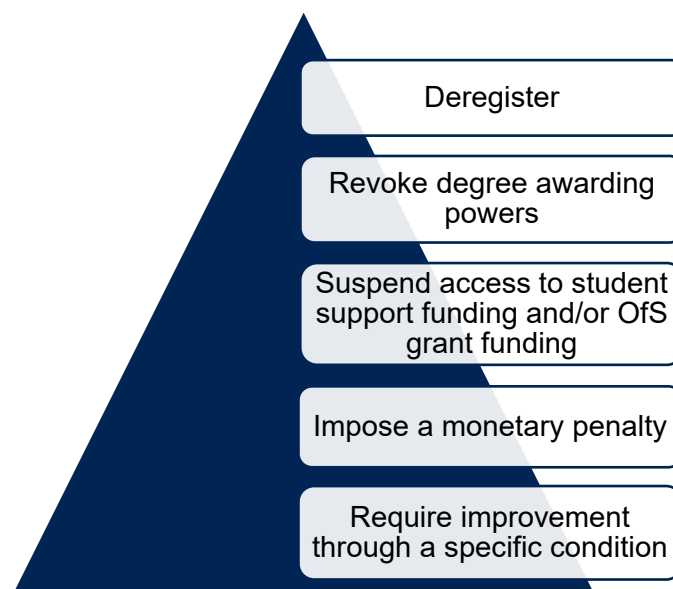 Deregister
Revoke degree awarding
powers
Suspend access to student
support funding and/or OfS
grant funding
Impose a monetary penalty
Require improvement
through a specific condition